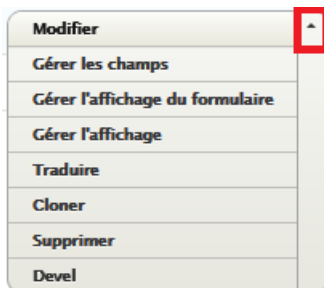 Modifier
Gérer les champs
Gérer l'affichage du formulaire
Gérer l'affichage
Traduire
Cloner
Supprimer
Devel